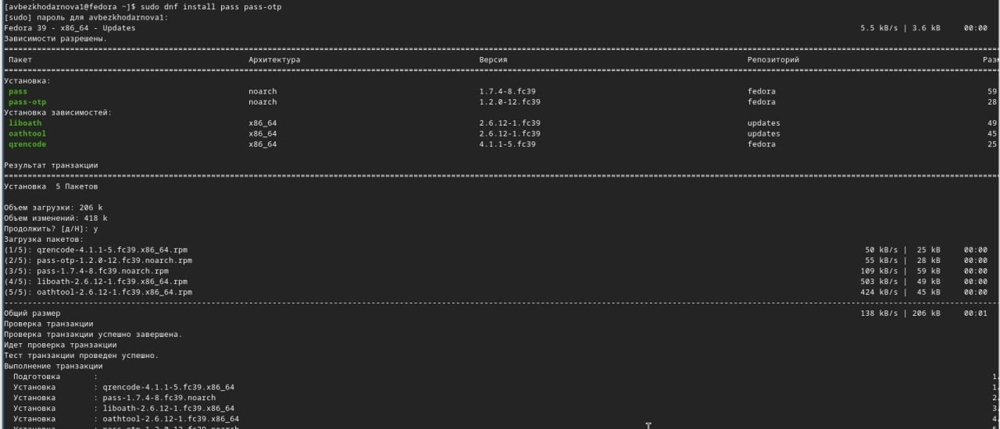 [avbezkhodarnova1@fedora ~]$ sudo dnf install pass pass-otp
[sudo] пароль для avbezkhodarnova1:
Fedora 39 - x86_64 - Updates 5.5 kB/s | 3.6 kB 00:00
Зависимости разрешены.
Пакет Архитектура Версия Репозиторий Разм
Установка:
pass noarch 1.7.4-8.fc39 fedora 59
pass-otp noarch 1.2.0-12.fc39 fedora 28
Установка зависимостей:
liboath x86_64 2.6.12-1.fc39 updates 49
oathtool x86_64 2.6.12-1.fc39 updates 45
qrencode x86_64 4.1.1-5.fc39 fedora 25
Результат транзакции
Установка 5 Пакетов
Объем загрузки: 206 k
Объем изменений: 418 k
Продолжить? [д/Н]: y
Загрузка пакетов:
(1/5): qrencode-4.1.1-5.fc39.x86_64.rpm 50 kB/s | 25 kB 00:00
(2/5): pass-otp-1.2.0-12.fc39.noarch.rpm 55 kB/s | 28 kB 00:00
(3/5): pass-1.7.4-8.fc39.noarch.rpm 109 kB/s | 59 kB 00:00
(4/5): liboath-2.6.12-1.fc39.x86_64.rpm 503 kB/s | 49 kB 00:00
(5/5): oathtool-2.6.12-1.fc39.x86_64.rpm 424 kB/s | 45 kB 00:00
Общий размер 138 kB/s | 206 kB 00:01
Проверка транзакции
Проверка транзакции успешно завершена.
Идет проверка транзакции
Тест транзакции проведен успешно.
Выполнение транзакции
Подготовка : 1
Установка : qrencode-4.1.1-5.fc39.x86_64 1
Установка : pass-1.7.4-8.fc39.noarch 2
Установка : liboath-2.6.12-1.fc39.x86_64 3
Установка : oathtool-2.6.12-1.fc39.x86_64 4
Установка : pass-otp-1.2.0-12.fc39.noarch